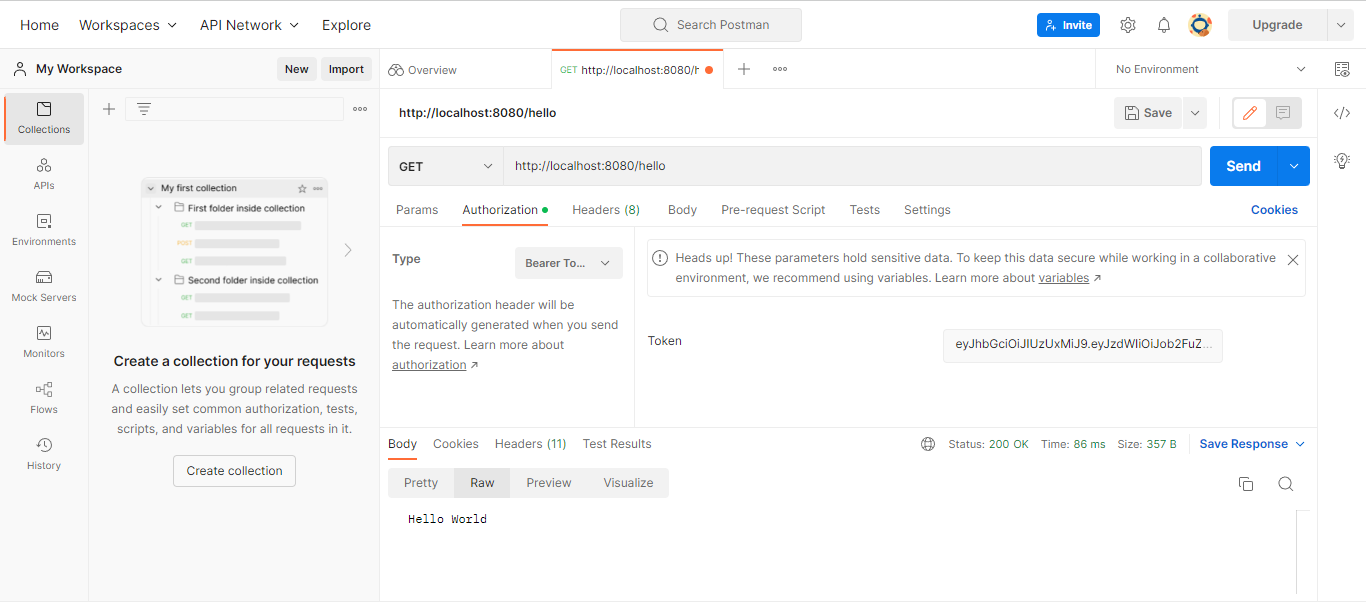 Home Workspaces API Network Explore Search Postman Invite Upgrade
My Workspace New Import Overview GET http://localhost:8080/h No Environment
Collections
APIs
Environments
Mock Servers
Monitors
Flows
History
My first collection
First folder inside collection
GET
POST
GET
Second folder inside collection
GET
GET
Create a collection for your requests
A collection lets you group related requests
and easily set common authorization, tests,
scripts, and variables for all requests in it.
Create collection
http://localhost:8080/hello Save
GET http://localhost:8080/hello Send
Params Authorization Headers (8) Body Pre-request Script Tests Settings Cookies
Type Bearer To...
The authorization header will be
automatically generated when you send
the request. Learn more about
authorization ↗
Heads up! These parameters hold sensitive data. To keep this data secure while working in a collaborative
environment, we recommend using variables. Learn more about variables ↗
Token eyJhbGciOiJIUzUxMiJ9.eyJzdWIiOiJob2FuZ...
Body Cookies Headers (11) Test Results Status: 200 OK Time: 86 ms Size: 357 B Save Response
Pretty Raw Preview Visualize
Hello World